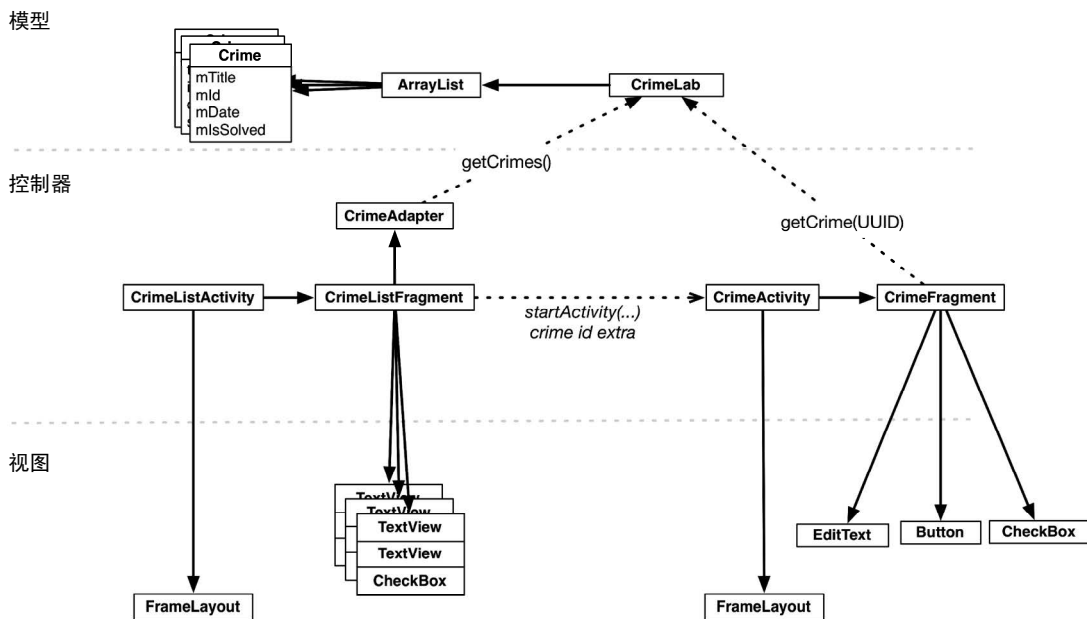 模型
Crime
mTitle
mId
mDate
mIsSolved
ArrayList
CrimeLab
getCrimes()
控制器
CrimeAdapter
getCrime(UUID)
CrimeListActivity
CrimeListFragment
startActivity(...)
crime id extra
CrimeActivity
CrimeFragment
视图
TextView
TextView
TextView
TextView
CheckBox
EditText
Button
CheckBox
FrameLayout
FrameLayout